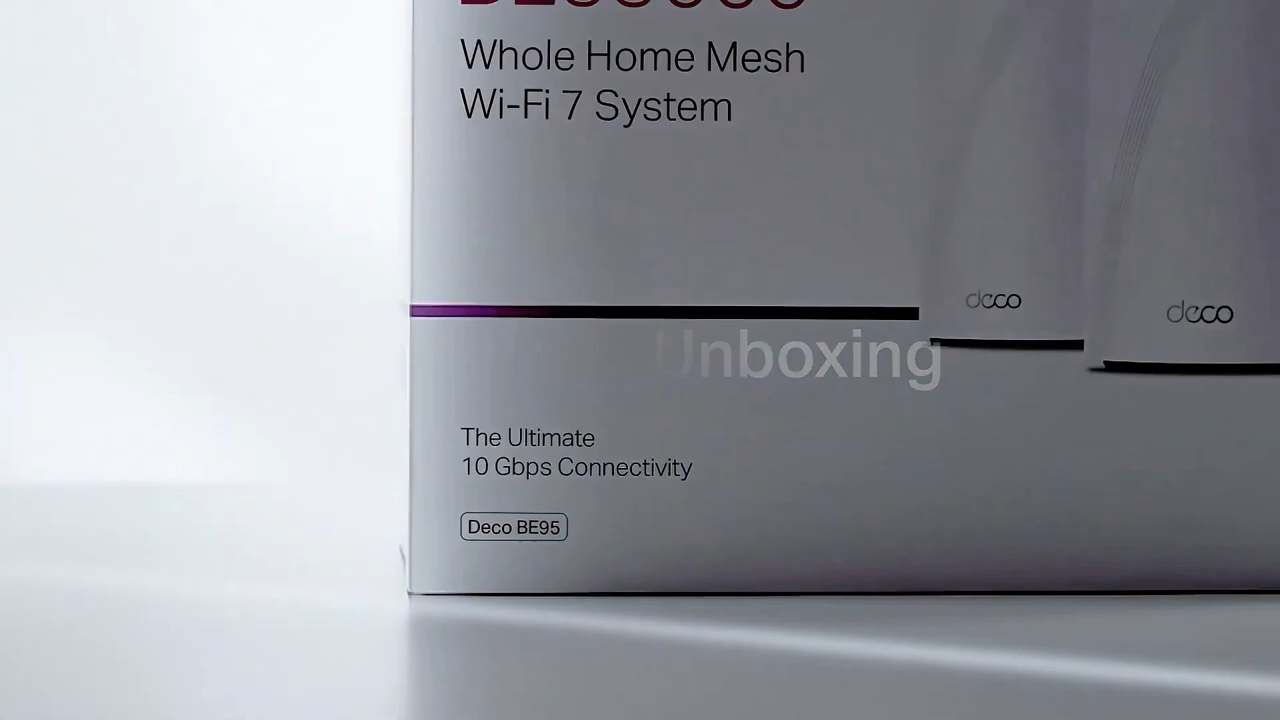 Whole Home Mesh
Wi-Fi 7 System
deco
deco
Unboxing
The Ultimate
10 Gbps Connectivity
Deco BE95